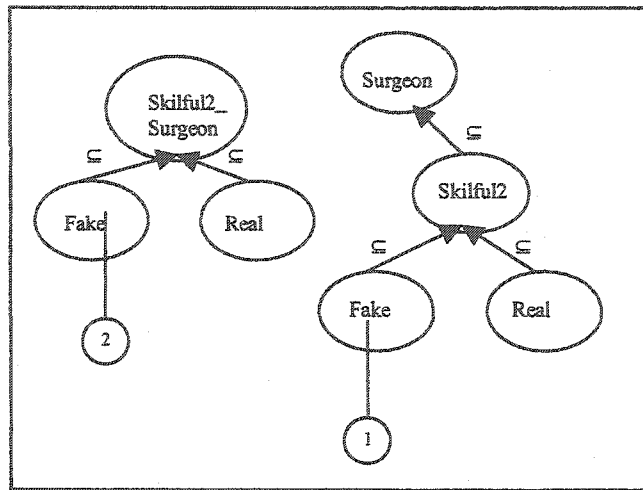 Skilful2_
Surgeon
⊆
⊆
Fake
Real
2
Surgeon
⊆
Skilful2
⊆
⊆
Fake
Real
1